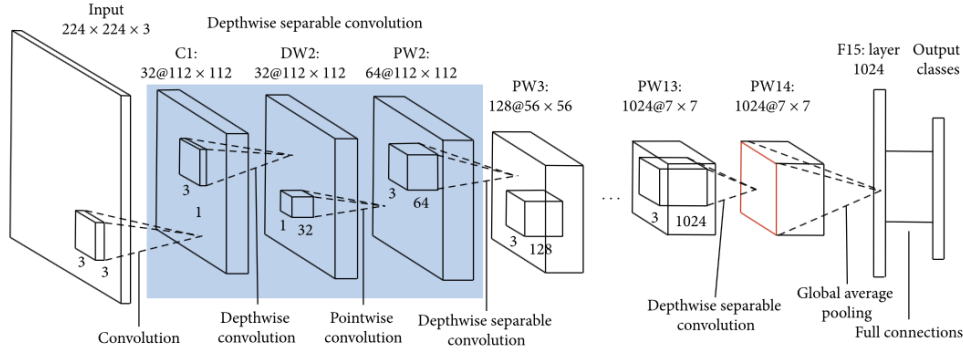 Input
224 × 224 × 3
Depthwise separable convolution
C1:
32@112 × 112
DW2:
32@112 × 112
PW2:
64@112 × 112
PW3:
128@56 × 56
PW13:
1024@7 × 7
PW14:
1024@7 × 7
F15: layer
1024
Output
classes
3
3
3
1
1
32
3
64
3
128
...
3
1024
Convolution
Depthwise
convolution
Pointwise
convolution
Depthwise separable
convolution
Depthwise separable
convolution
Global average
pooling
Full connections